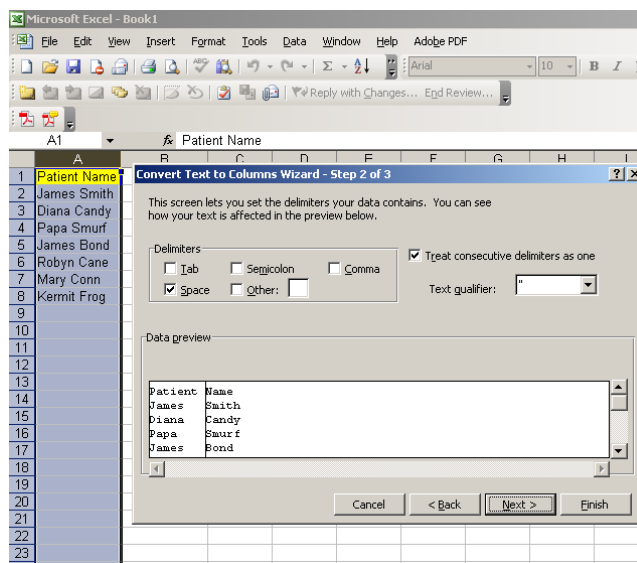 Microsoft Excel - Book1
File Edit View Insert Format Tools Data Window Help Adobe PDF
Arial 10 B I
Reply with Changes... End Review...
A1 fx Patient Name
A B C D E F G H I
1 Patient Name
2 James Smith
3 Diana Candy
4 Papa Smurf
5 James Bond
6 Robyn Cane
7 Mary Conn
8 Kermit Frog
9
10
11
12
13
14
15
16
17
18
19
20
21
22
23
Convert Text to Columns Wizard - Step 2 of 3
This screen lets you set the delimiters your data contains. You can see
how your text is affected in the preview below.
Delimiters
Tab Semicolon Comma
Space Other:
Treat consecutive delimiters as one
Text qualifier: "
Data preview
Patient Name
James Smith
Diana Candy
Papa Smurf
James Bond
Cancel < Back Next > Finish